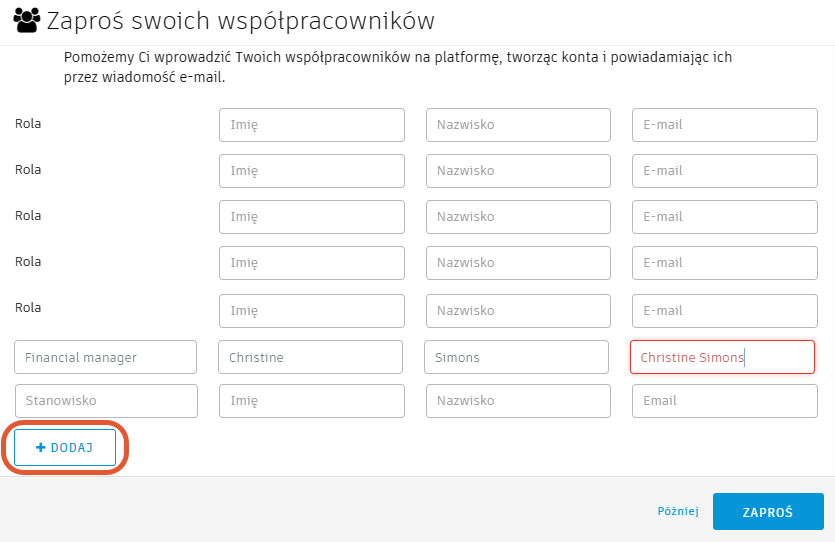 Zaproś swoich współpracowników
Pomożemy Ci wprowadzić Twoich współpracowników na platformę, tworząc konta i powiadamiając ich
przez wiadomość e-mail.
Rola Imię Nazwisko E-mail
Rola Imię Nazwisko E-mail
Rola Imię Nazwisko E-mail
Rola Imię Nazwisko E-mail
Rola Imię Nazwisko E-mail
Financial manager Christine Simons Christine Simons
Stanowisko Imię Nazwisko Email
+ DODAJ
Później ZAPROŚ